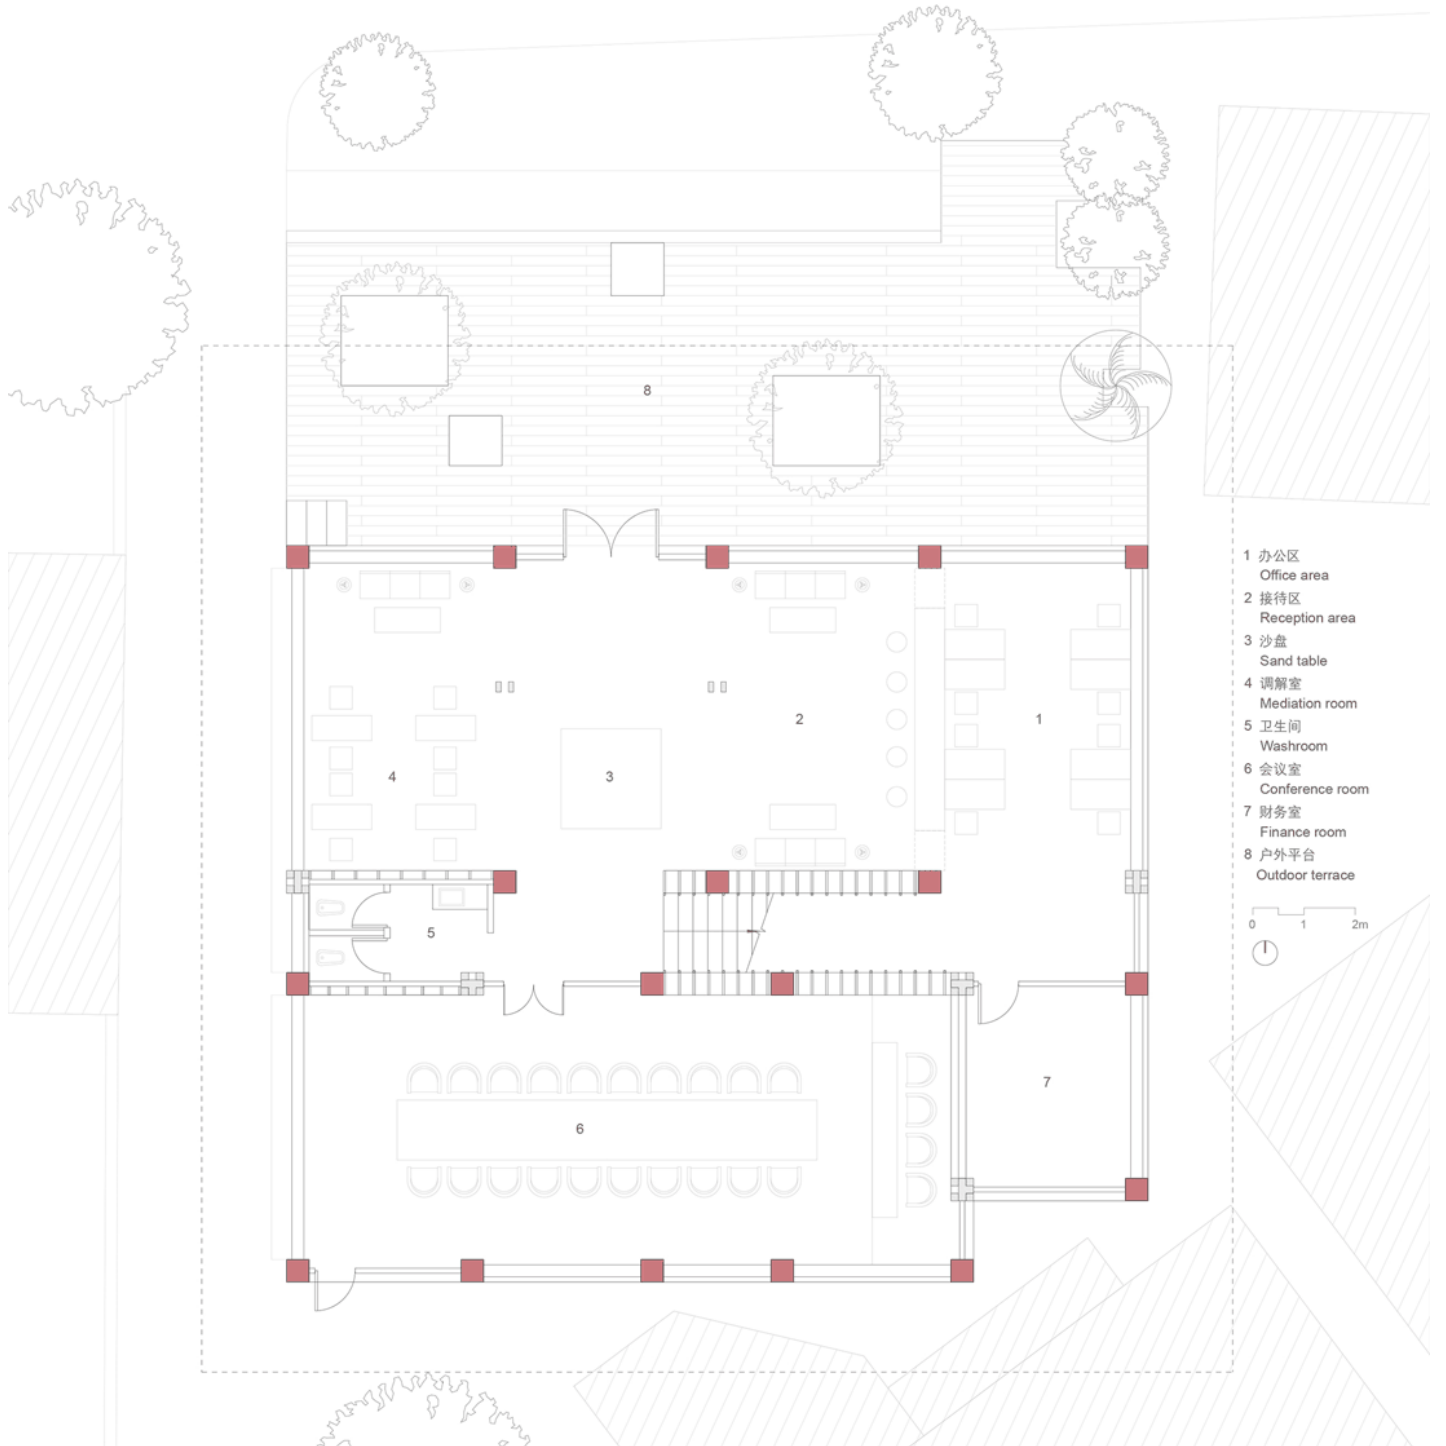 8
1 办公区
Office area
2 接待区
Reception area
3 沙盘
Sand table
4 调解室
Mediation room
5 卫生间
Washroom
6 会议室
Conference room
7 财务室
Finance room
8 户外平台
Outdoor terrace
0 1 2m
2
1
4
3
5
7
6